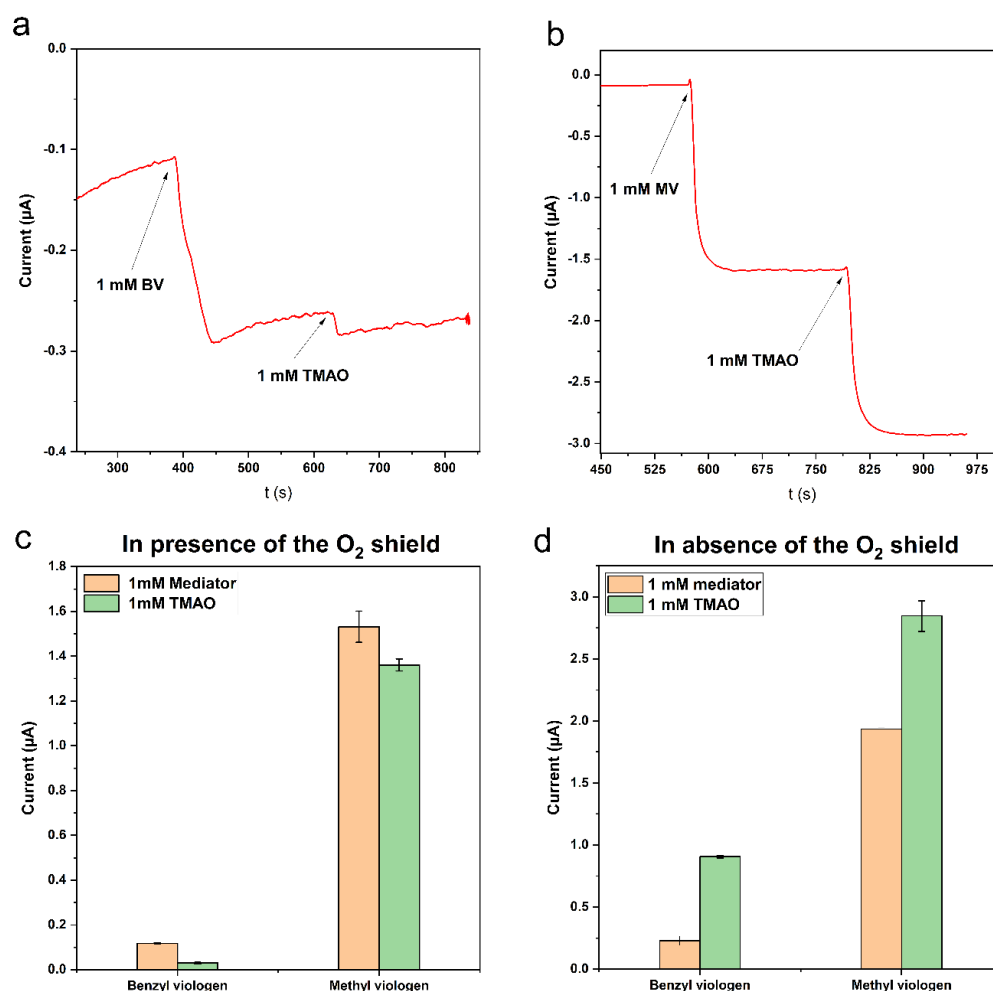 a
0.0
-0.1
-0.2
-0.3
-0.4
Current (µA)
1 mM BV
1 mM TMAO
300 400 500 600 700 800
t (s)
b
0.0
-0.5
-1.0
-1.5
-2.0
-2.5
-3.0
Current (µA)
1 mM MV
1 mM TMAO
450 525 600 675 750 825 900 975
t (s)
c
In presence of the O₂ shield
1mM Mediator
1mM TMAO
1.8
1.6
1.4
1.2
1.0
0.8
0.6
0.4
0.2
0.0
Current (µA)
Benzyl viologen Methyl viologen
d
In absence of the O₂ shield
1 mM mediator
1 mM TMAO
3.0
2.5
2.0
1.5
1.0
0.5
0.0
Current (µA)
Benzyl viologen Methyl viologen